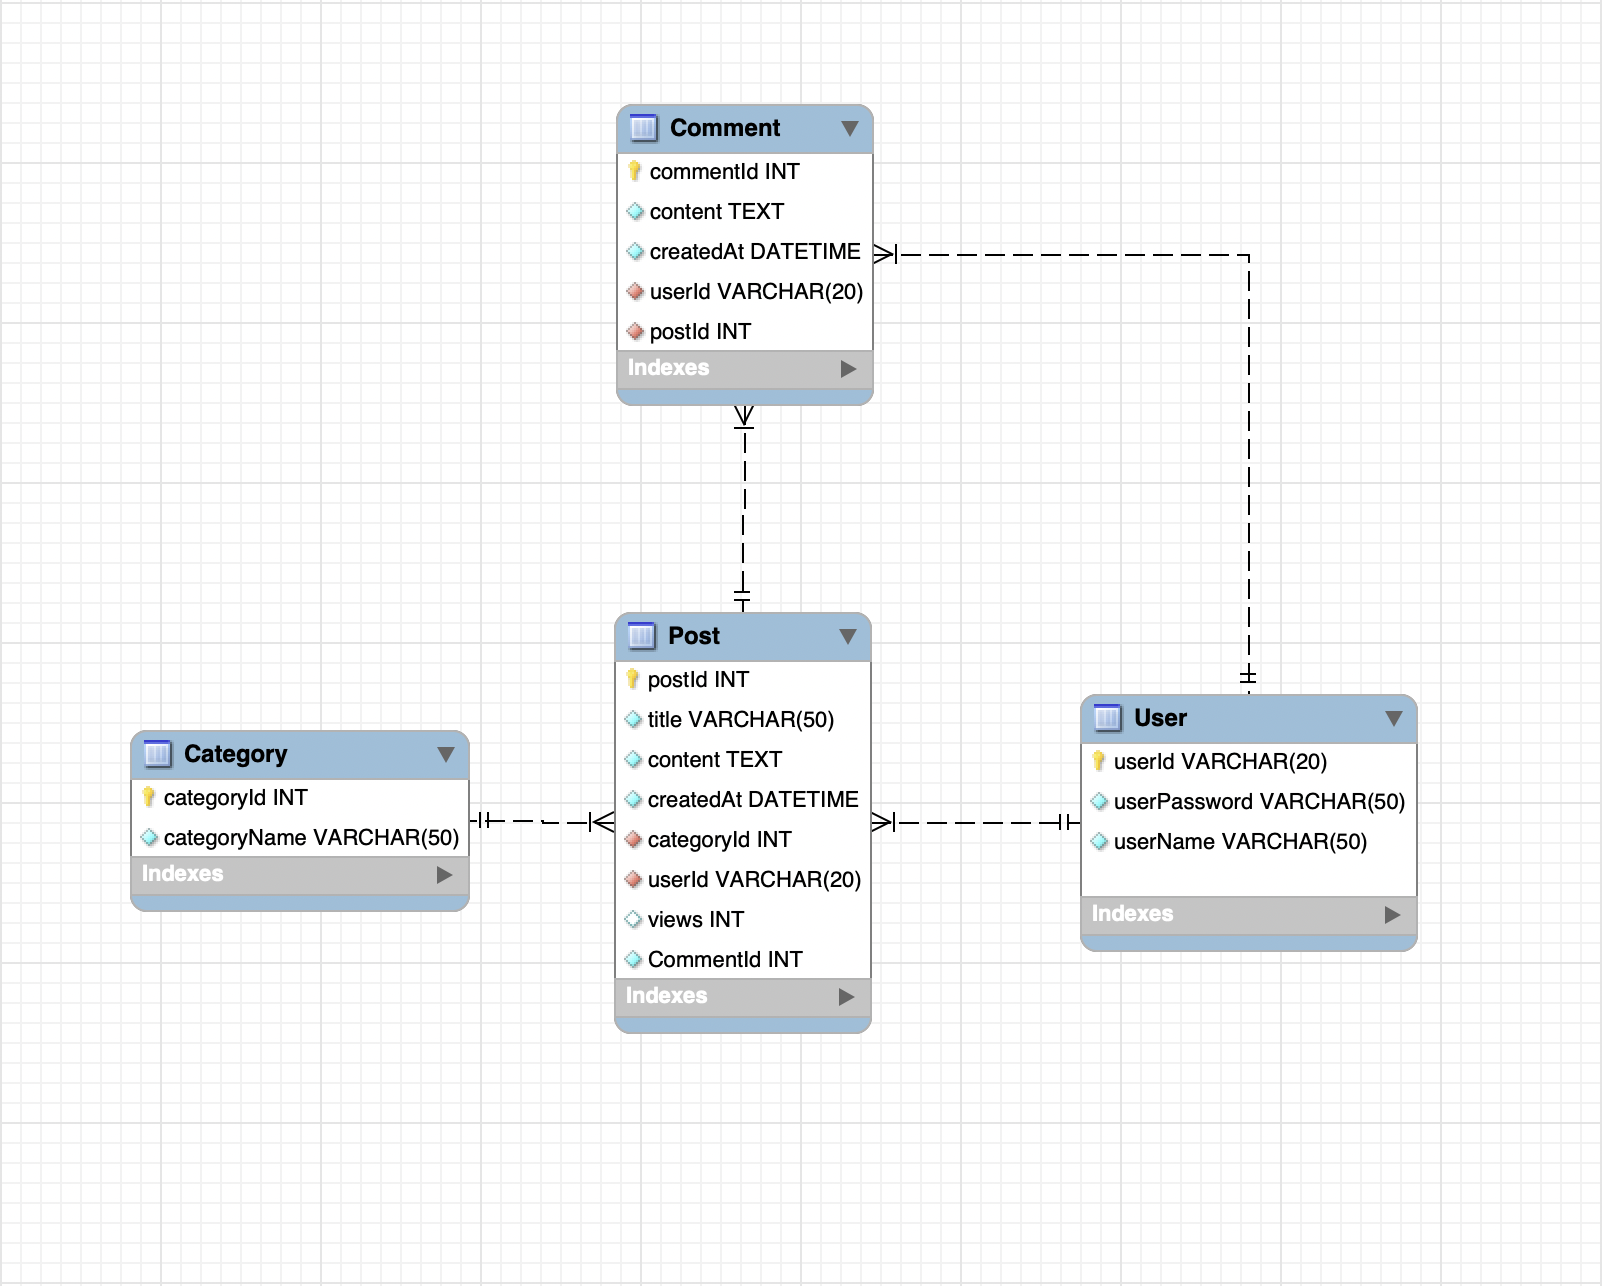 Comment
commentId INT
content TEXT
createdAt DATETIME
userId VARCHAR(20)
postId INT
Indexes
Post
postId INT
title VARCHAR(50)
content TEXT
createdAt DATETIME
categoryId INT
userId VARCHAR(20)
views INT
CommentId INT
Indexes
Category
categoryId INT
categoryName VARCHAR(50)
Indexes
User
userId VARCHAR(20)
userPassword VARCHAR(50)
userName VARCHAR(50)
Indexes